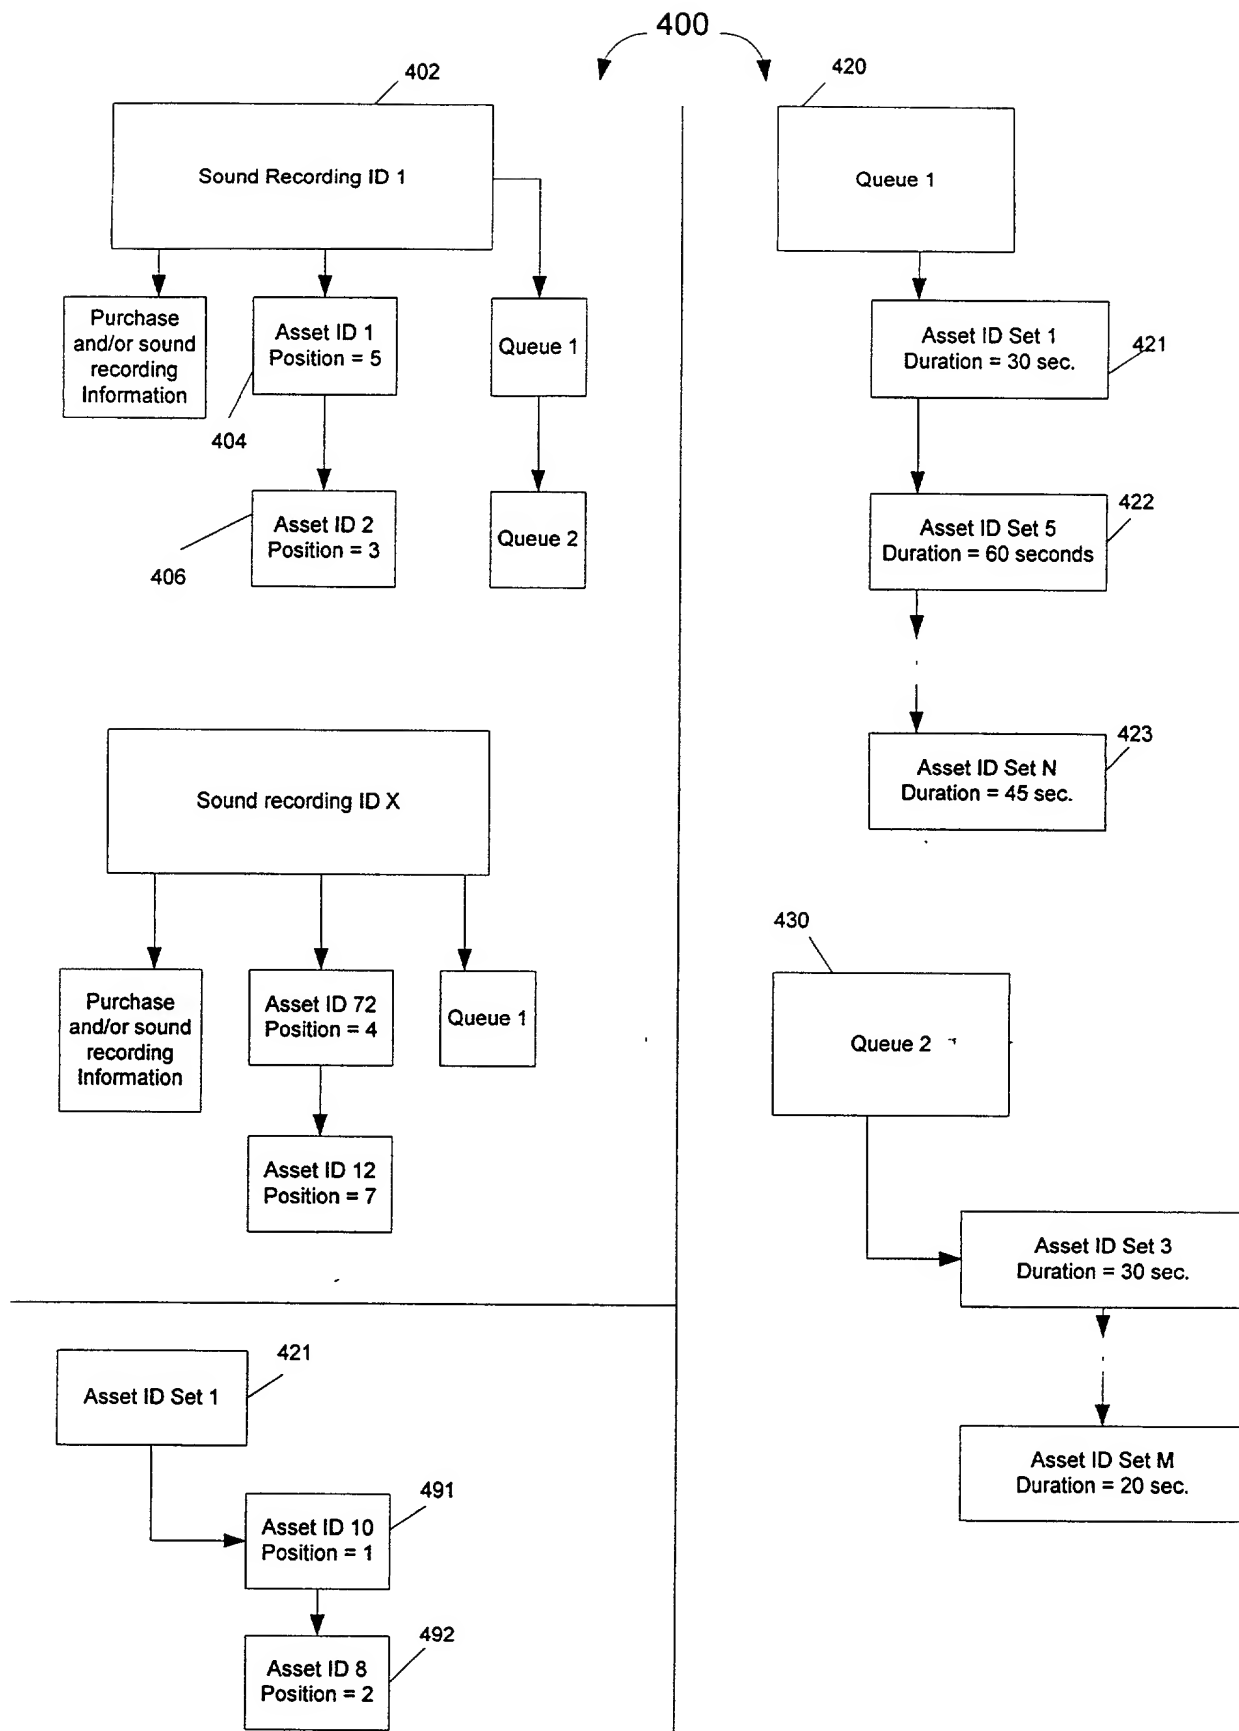 400
402
Sound Recording ID 1
Purchase
and/or sound
recording
Information
Asset ID 1
Position = 5
404
Queue 1
Asset ID 2
Position = 3
406
Queue 2
Sound recording ID X
Purchase
and/or sound
recording
Information
Asset ID 72
Position = 4
Queue 1
Asset ID 12
Position = 7
421
Asset ID Set 1
491
Asset ID 10
Position = 1
492
Asset ID 8
Position = 2
420
Queue 1
Asset ID Set 1
Duration = 30 sec.
421
422
Asset ID Set 5
Duration = 60 seconds
423
Asset ID Set N
Duration = 45 sec.
430
Queue 2
Asset ID Set 3
Duration = 30 sec.
Asset ID Set M
Duration = 20 sec.